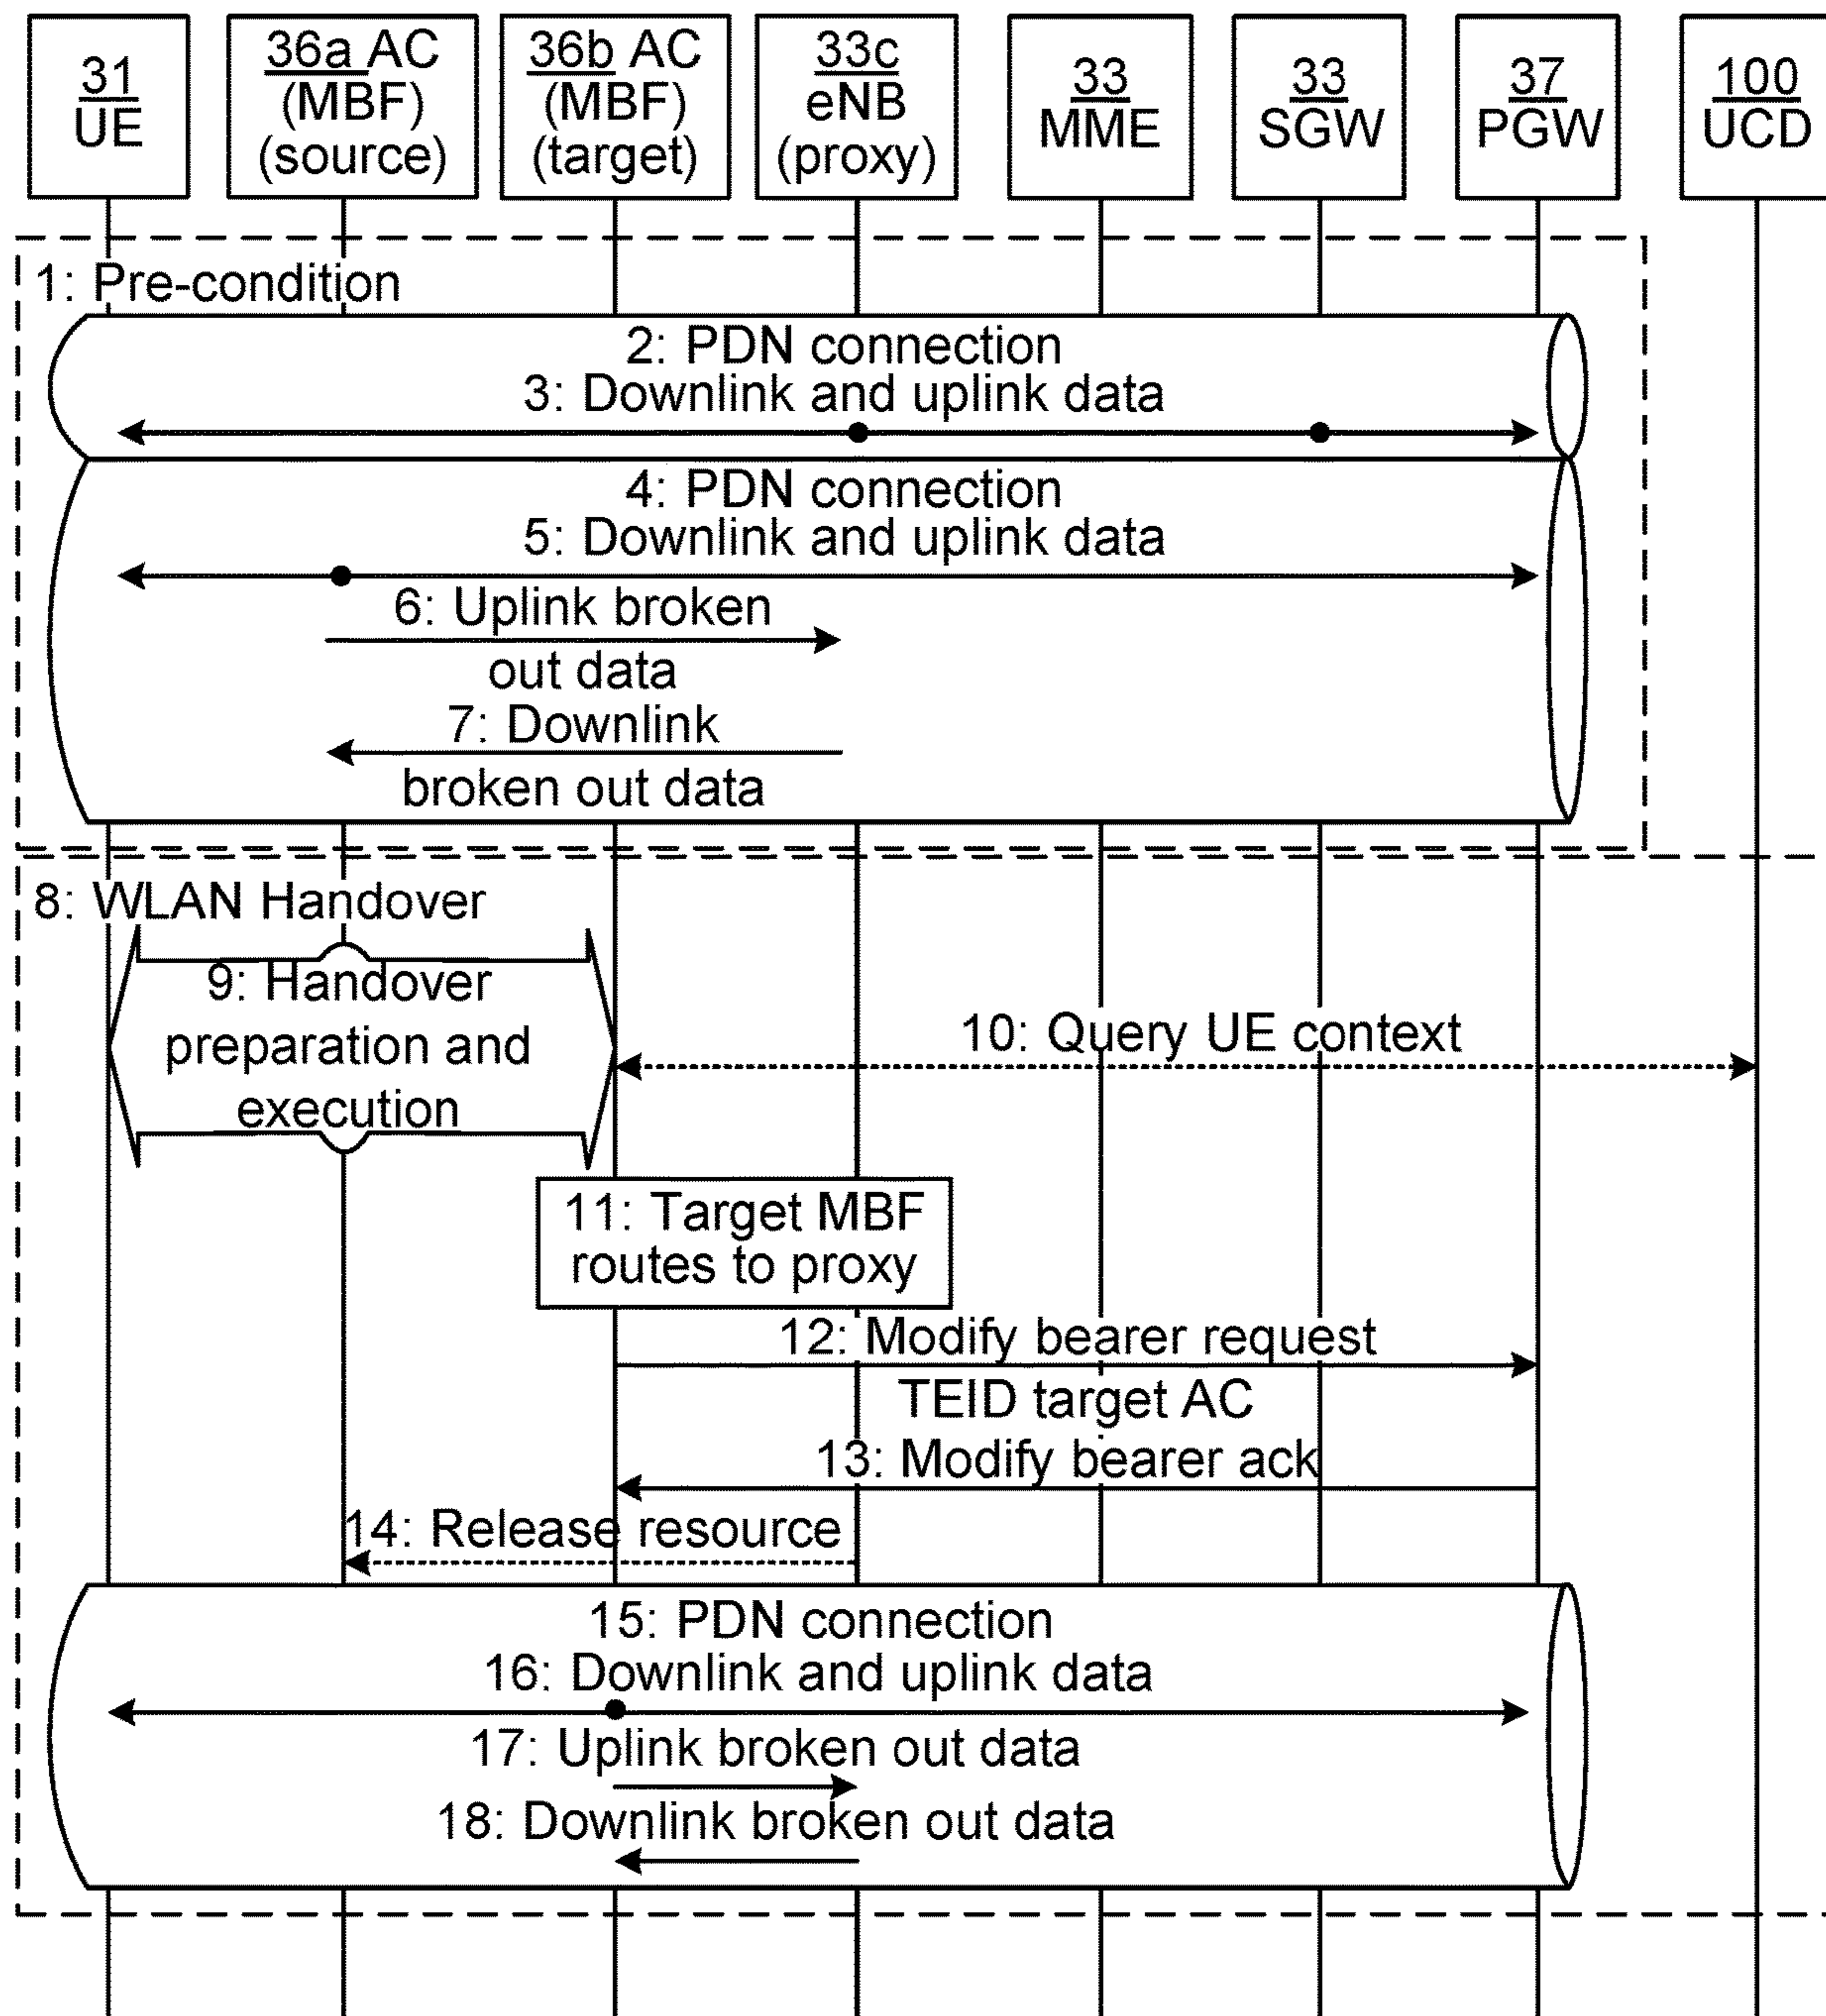 31
UE
36a AC
(MBF)
(source)
36b AC
(MBF)
(target)
33c
eNB
(proxy)
33
MME
33
SGW
37
PGW
100
UCD
1: Pre-condition
2: PDN connection
3: Downlink and uplink data
4: PDN connection
5: Downlink and uplink data
6: Uplink broken
out data
7: Downlink
broken out data
8: WLAN Handover
9: Handover
preparation and
execution
10: Query UE context
11: Target MBF
routes to proxy
12: Modify bearer request
TEID target AC
13: Modify bearer ack
14: Release resource
15: PDN connection
16: Downlink and uplink data
17: Uplink broken out data
18: Downlink broken out data